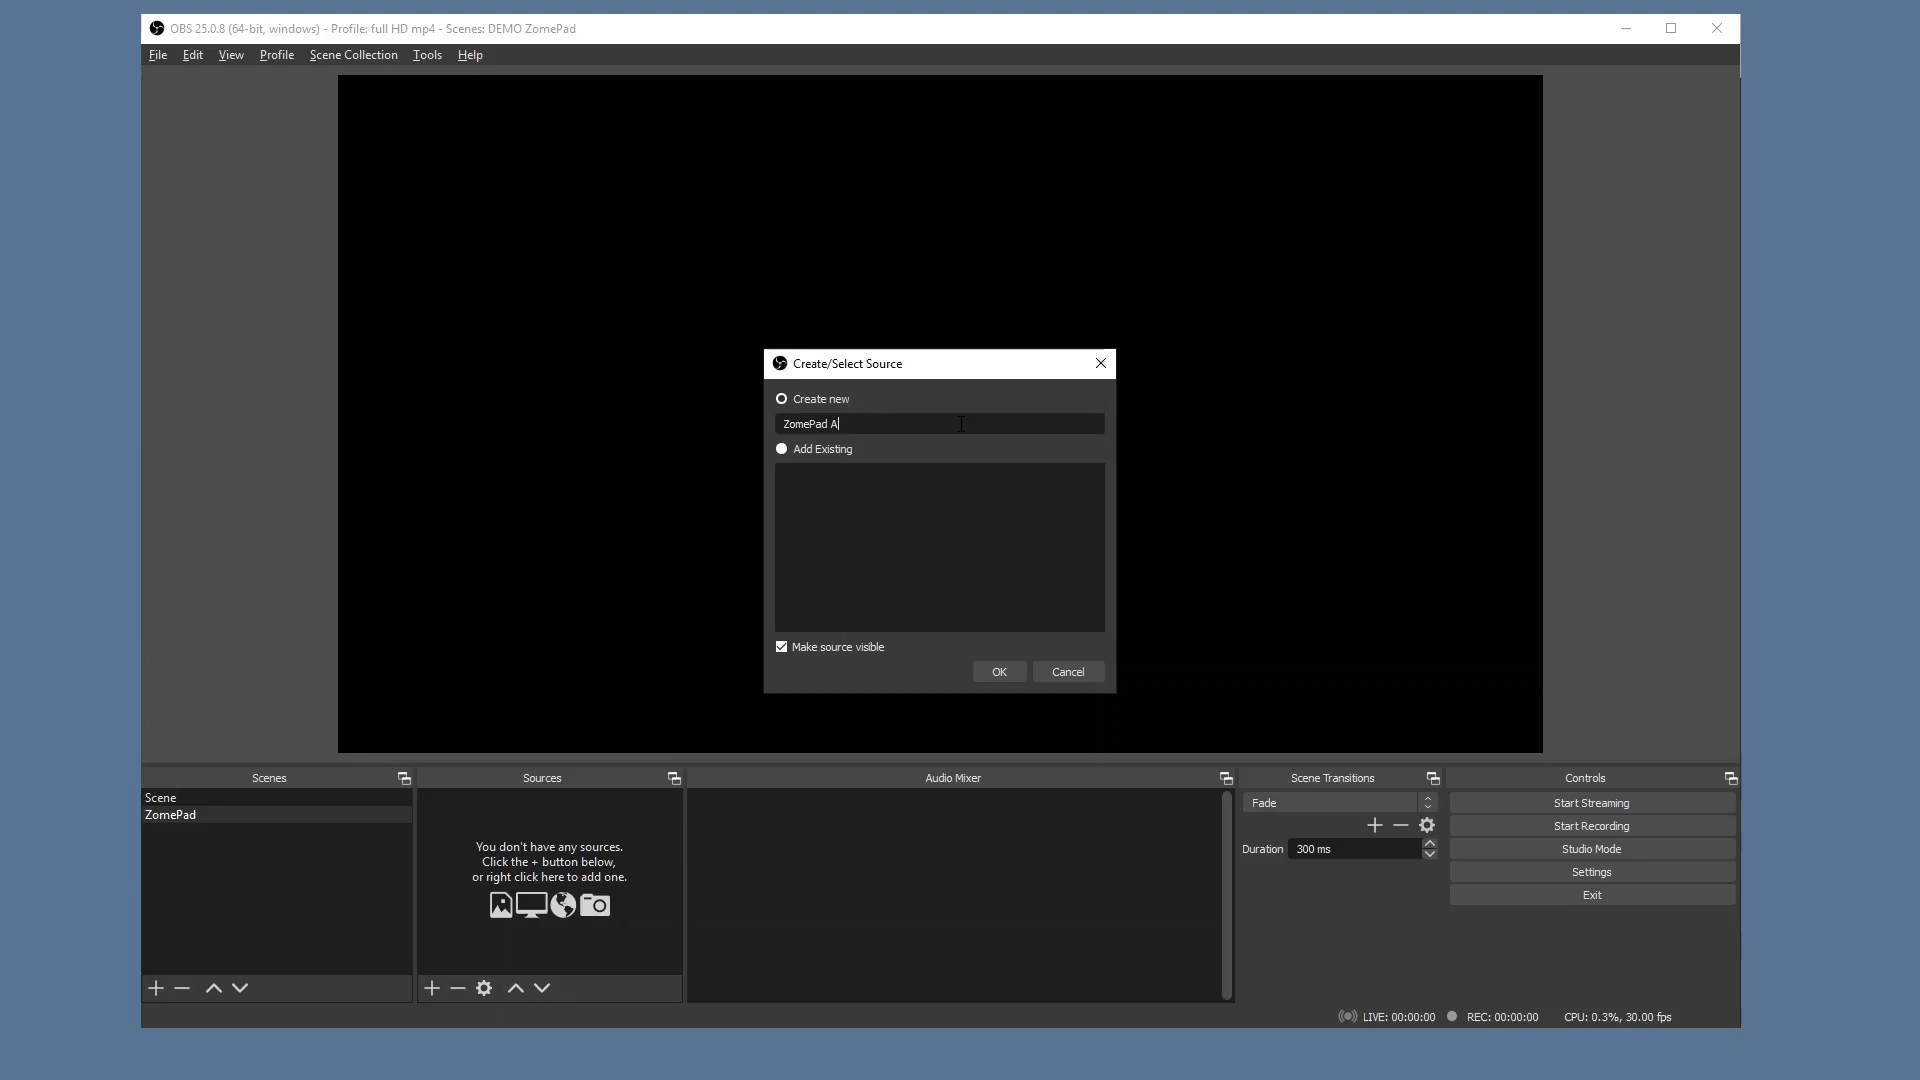 OBS 25.0.8 (64-bit, windows) - Profile: full HD mp4 - Scenes: DEMO ZomePad
File Edit View Profile Scene Collection Tools Help
Create/Select Source
Create new
ZomePad A
Add Existing
Make source visible
OK Cancel
Scenes
Scene
ZomePad
Sources
You don't have any sources.
Click the + button below,
or right click here to add one.
Audio Mixer
Scene Transitions
Fade
Duration 300 ms
Controls
Start Streaming
Start Recording
Studio Mode
Settings
Exit
LIVE: 00:00:00 REC: 00:00:00 CPU: 0.3%, 30.00 fps